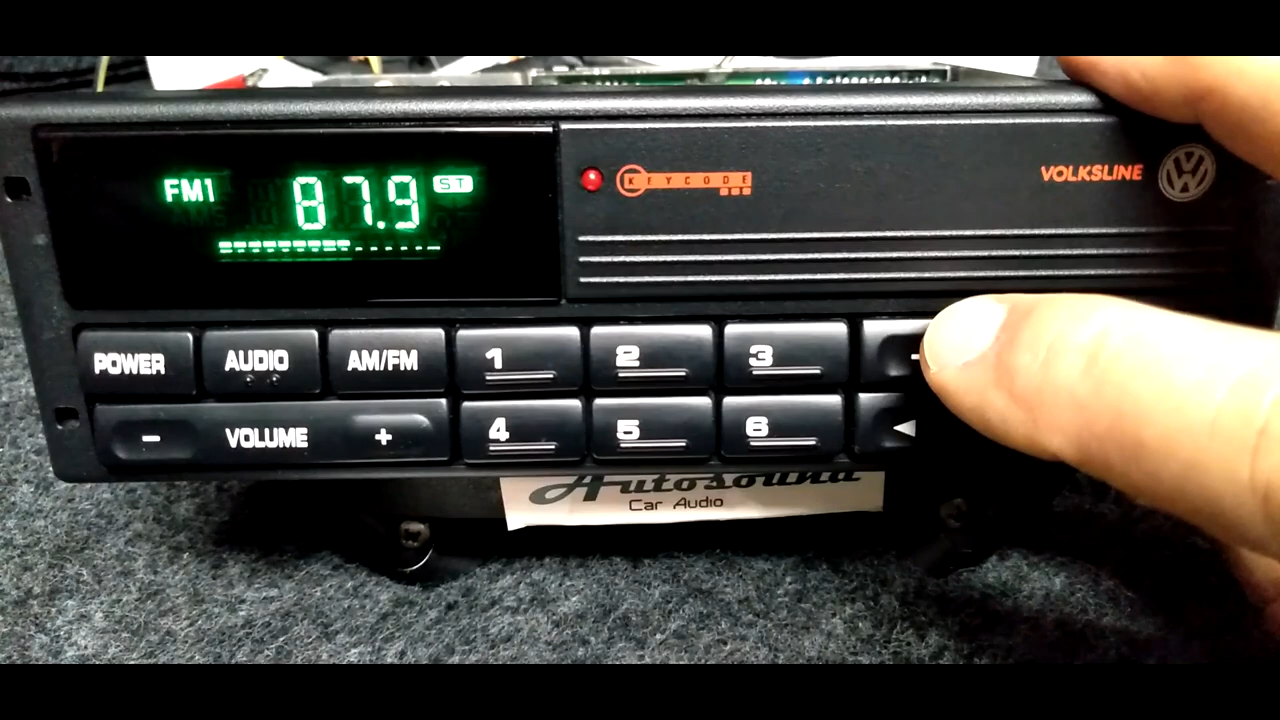 FM1 87.9 ST
KEYCODE
VOLKSLINE
POWER AUDIO AM/FM 1 2 3
- VOLUME + 4 5 6
Autosound
Car Audio